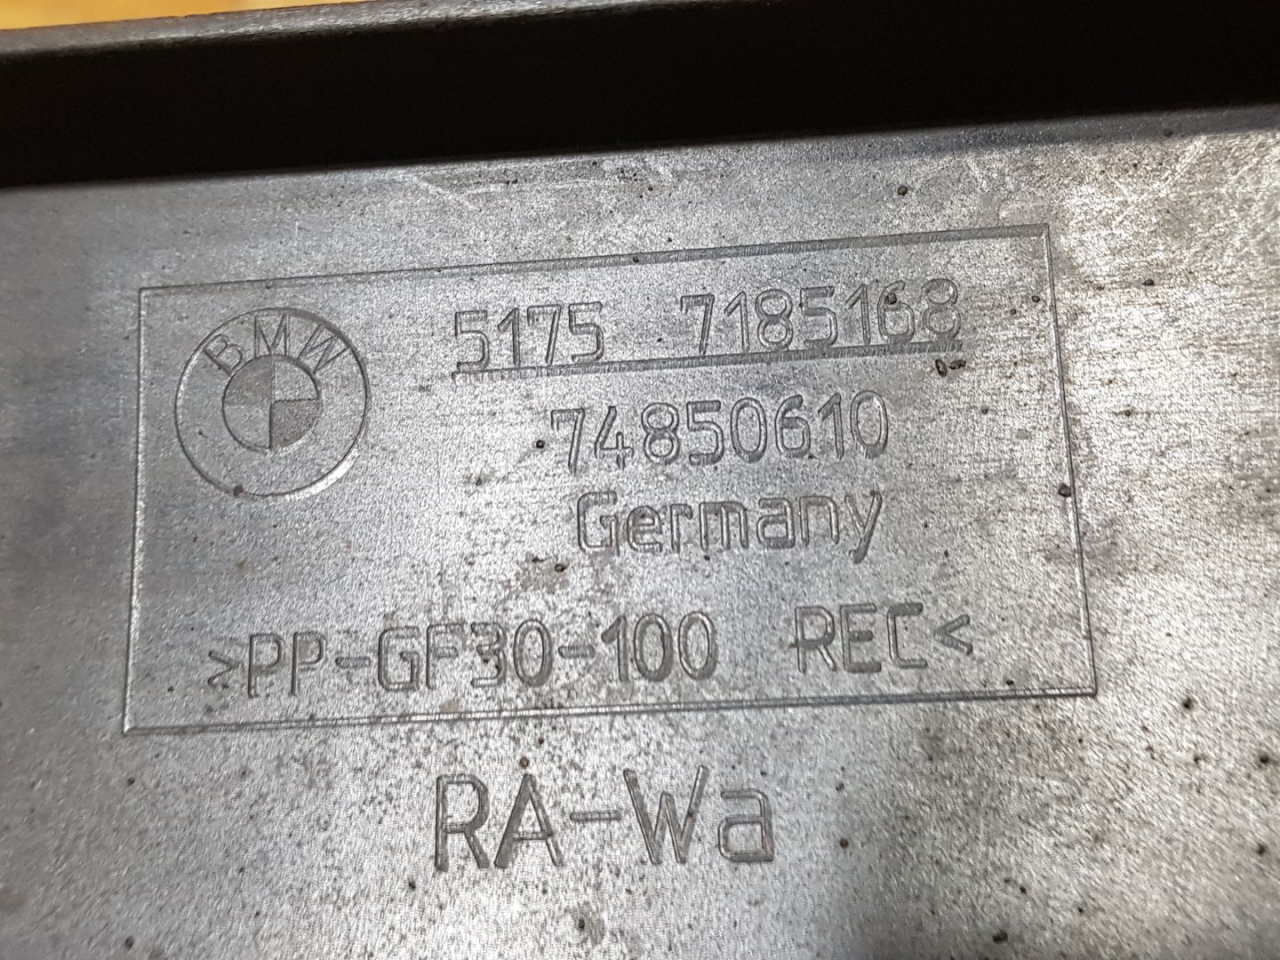 BMW
5175 7185168
74850610
Germany
>PP-GF30-100 REC<
RA-Wa